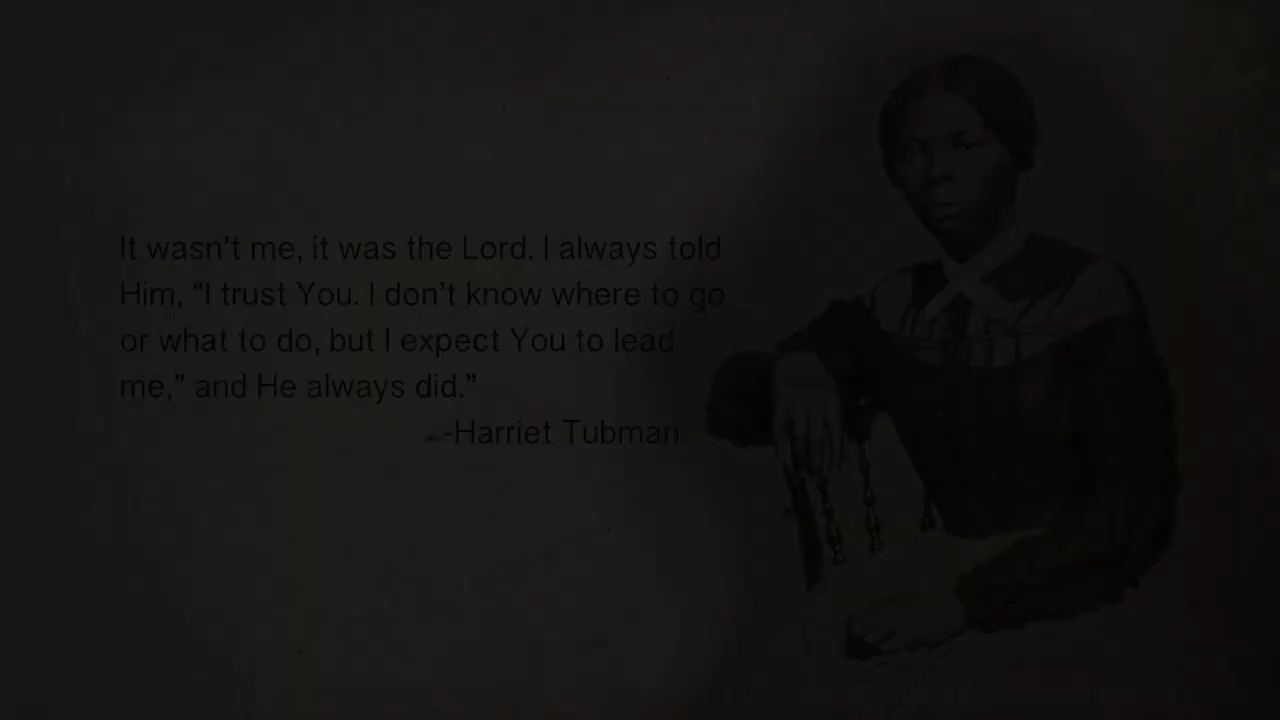 It wasn’t me, it was the Lord. I always told
Him, “I trust You. I don’t know where to go
or what to do, but I expect You to lead
me,” and He always did.”
-Harriet Tubman